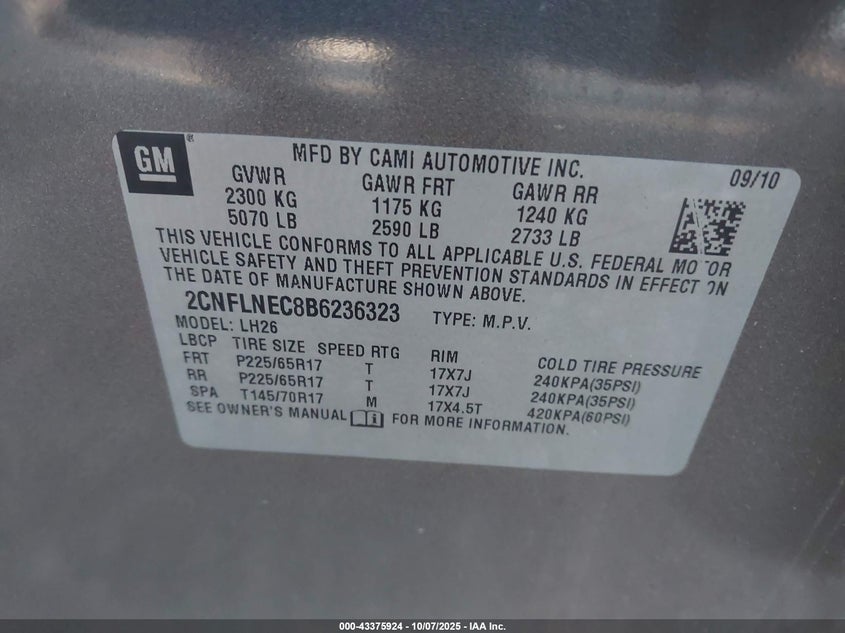 GM ®
MFD BY CAMI AUTOMOTIVE INC. 09/10
GVWR GAWR FRT GAWR RR
2300 KG 1175 KG 1240 KG
5070 LB 2590 LB 2733 LB
THIS VEHICLE CONFORMS TO ALL APPLICABLE U.S. FEDERAL MOTOR
VEHICLE SAFETY AND THEFT PREVENTION STANDARDS IN EFFECT ON
THE DATE OF MANUFACTURE SHOWN ABOVE.
2CNFLNEC8B6236323 TYPE: M.P.V.
MODEL: LH26
LBCP TIRE SIZE SPEED RTG RIM COLD TIRE PRESSURE
FRT P225/65R17 T 17X7J 240KPA(35PSI)
RR P225/65R17 T 17X7J 240KPA(35PSI)
SPA T145/70R17 M 17X4.5T 420KPA(60PSI)
SEE OWNER'S MANUAL i FOR MORE INFORMATION.
000-43375924 - 10/07/2025 - IAA Inc.